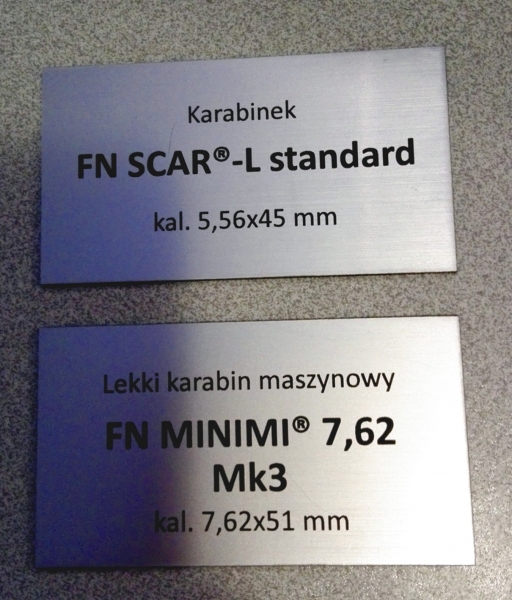 Karabinek
FN SCAR®-L standard
kal. 5,56x45 mm
Lekki karabin maszynowy
FN MINIMI® 7,62
Mk3
kal. 7,62x51 mm